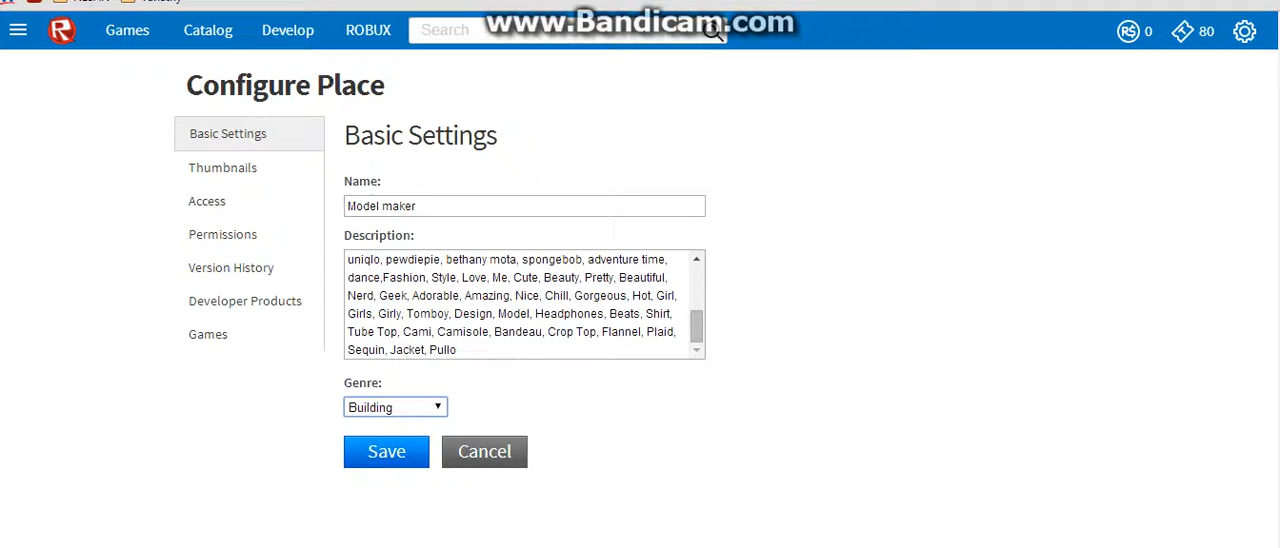 www.Bandicam.com
Games Catalog Develop ROBUX Search R$ 0 80
Configure Place
Basic Settings
Thumbnails
Access
Permissions
Version History
Developer Products
Games
Basic Settings
Name:
Model maker
Description:
uniqlo, pewdiepie, bethany mota, spongebob, adventure time,
dance,Fashion, Style, Love, Me, Cute, Beauty, Pretty, Beautiful,
Nerd, Geek, Adorable, Amazing, Nice, Chill, Gorgeous, Hot, Girl,
Girls, Girly, Tomboy, Design, Model, Headphones, Beats, Shirt,
Tube Top, Cami, Camisole, Bandeau, Crop Top, Flannel, Plaid,
Sequin, Jacket, Pullo
Genre:
Building
Save Cancel